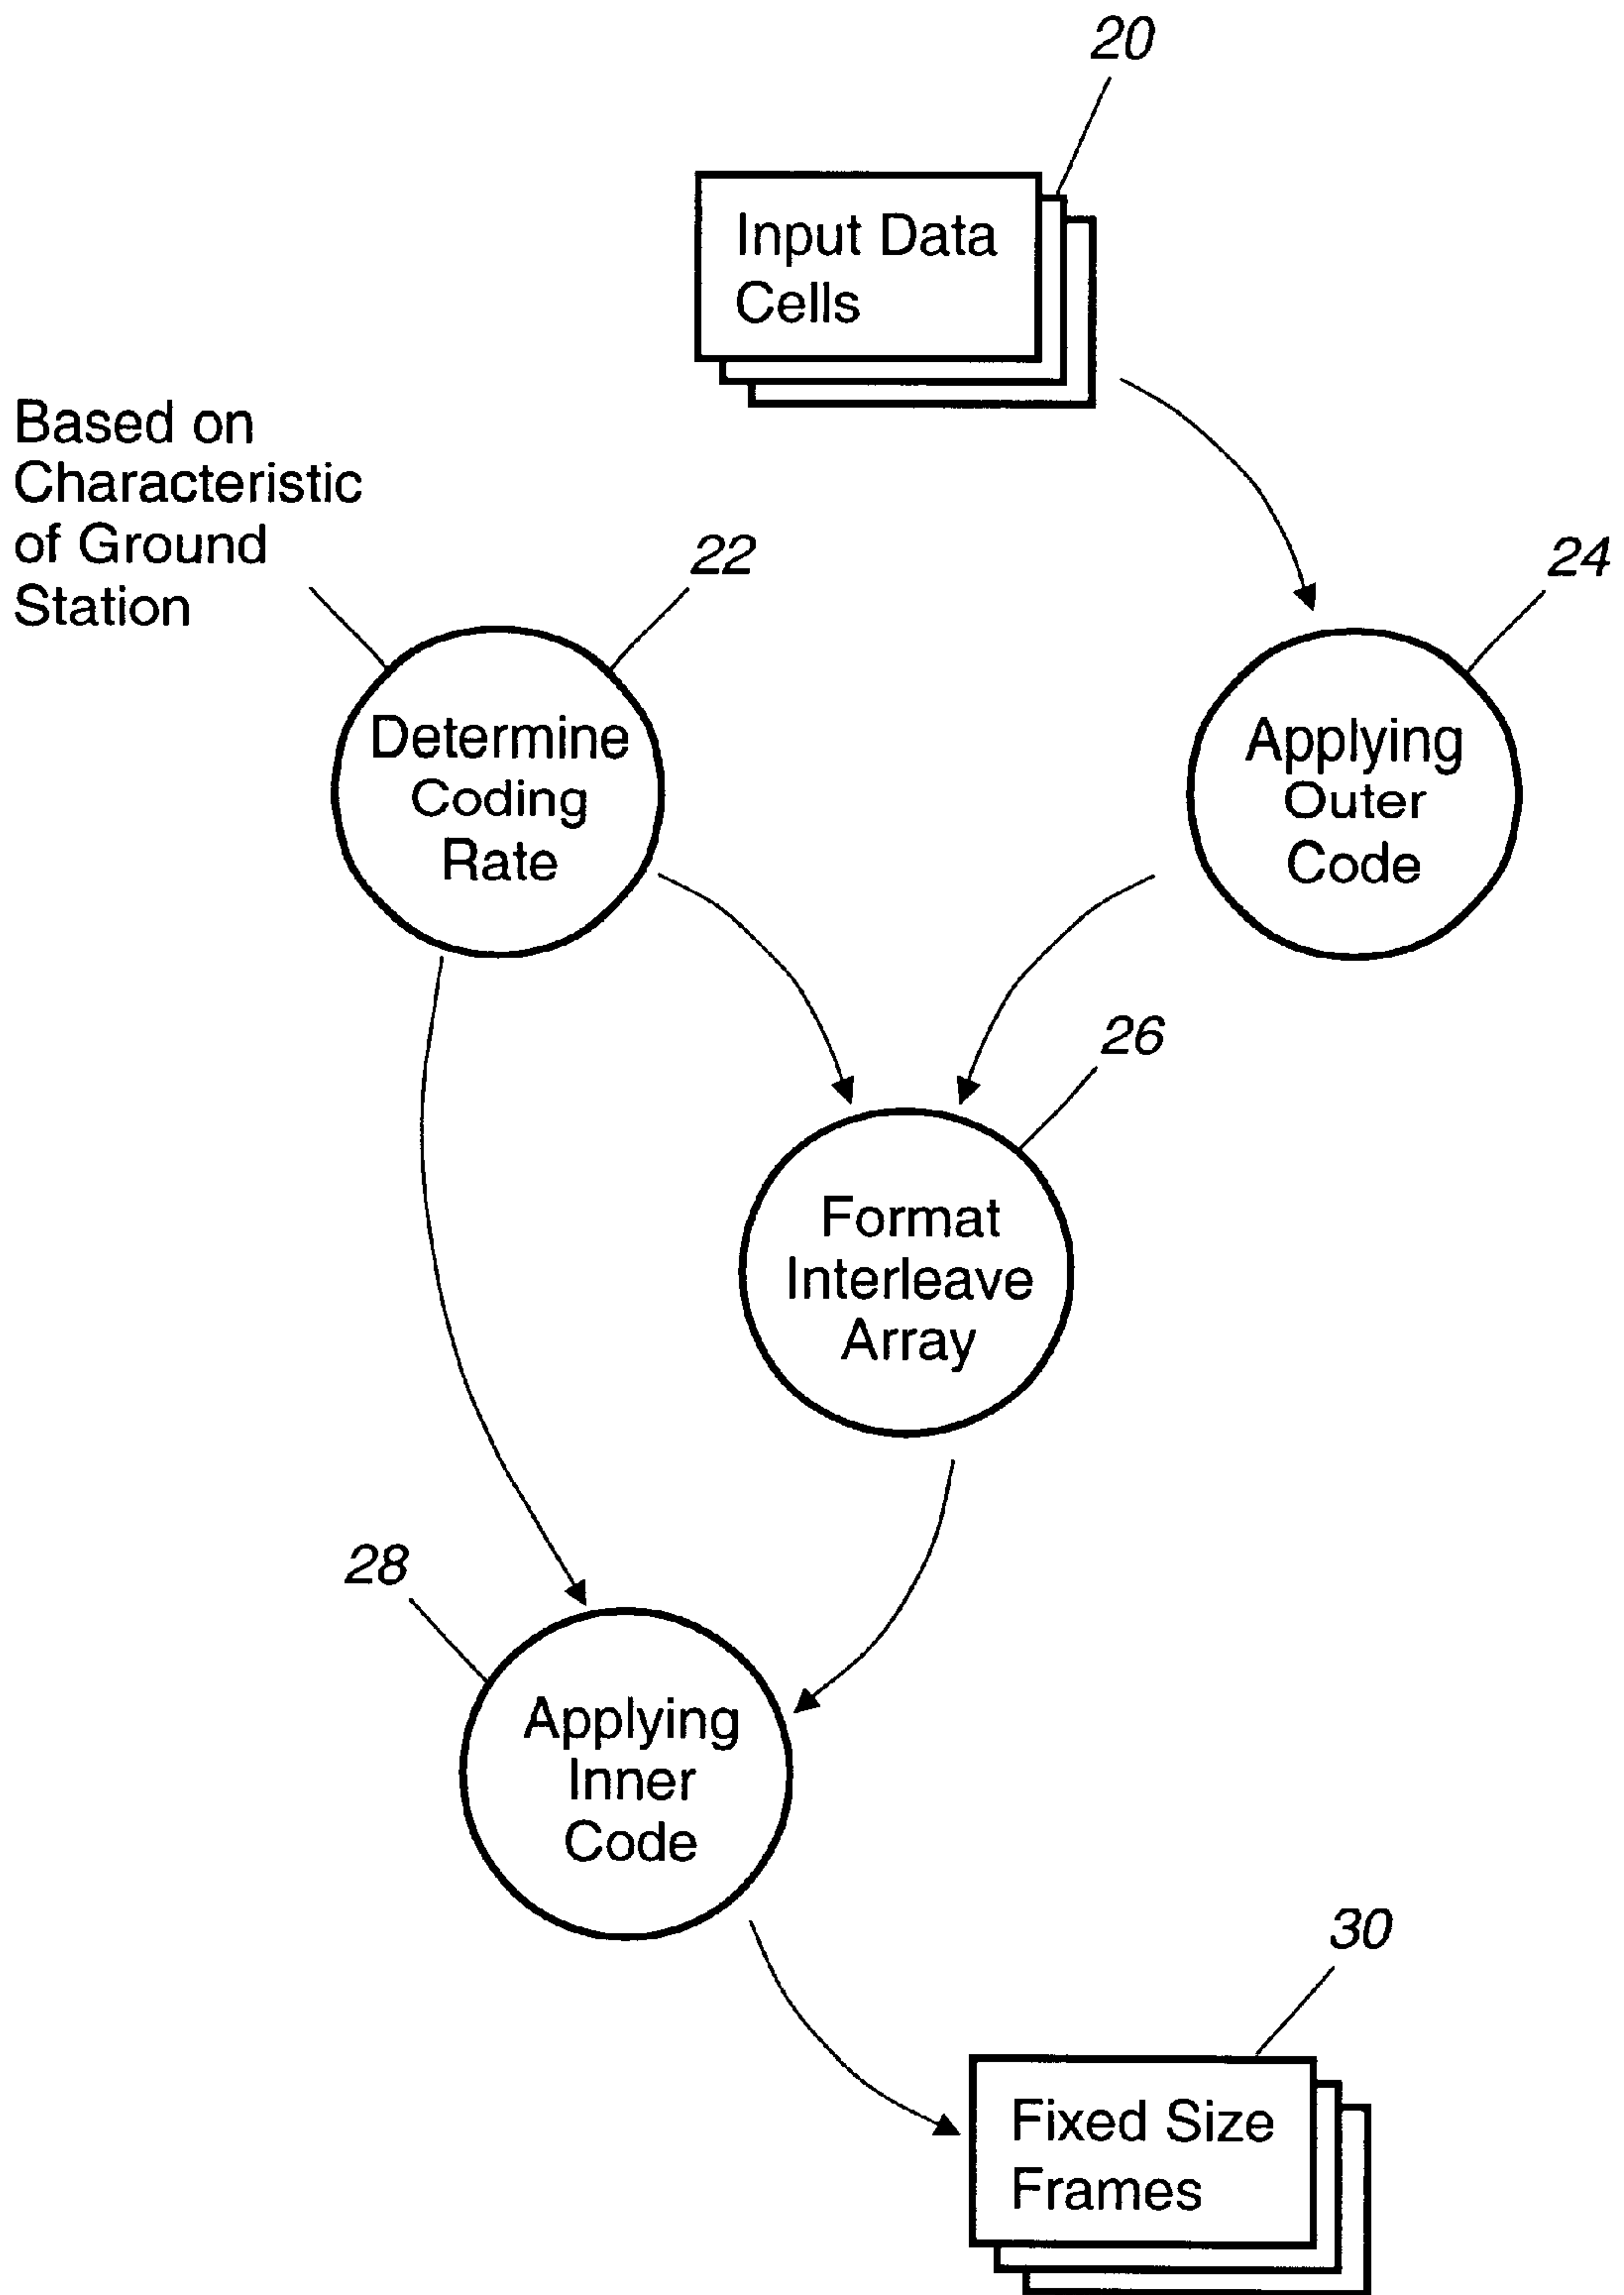 20
Input Data
Cells
Based on
Characteristic
of Ground
Station
22
24
Determine
Coding
Rate
Applying
Outer
Code
26
Format
Interleave
Array
28
Applying
Inner
Code
30
Fixed Size
Frames